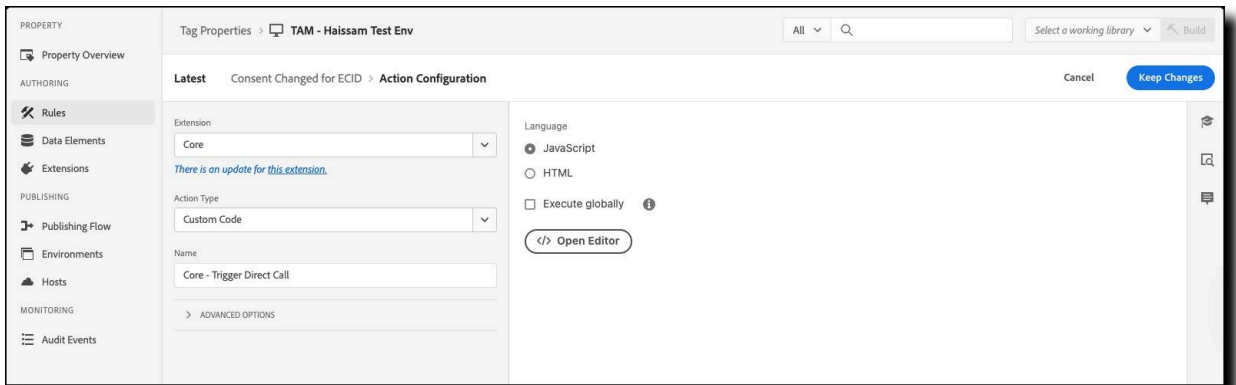 PROPERTY
Property Overview
AUTHORING
Rules
Data Elements
Extensions
PUBLISHING
Publishing Flow
Environments
Hosts
MONITORING
Audit Events
Tag Properties > TAM - Haissam Test Env
All
Select a working library
Build
Latest Consent Changed for ECID > Action Configuration
Cancel
Keep Changes
Extension
Core
There is an update for this extension.
Action Type
Custom Code
Name
Core - Trigger Direct Call
> ADVANCED OPTIONS
Language
JavaScript
HTML
Execute globally
</> Open Editor